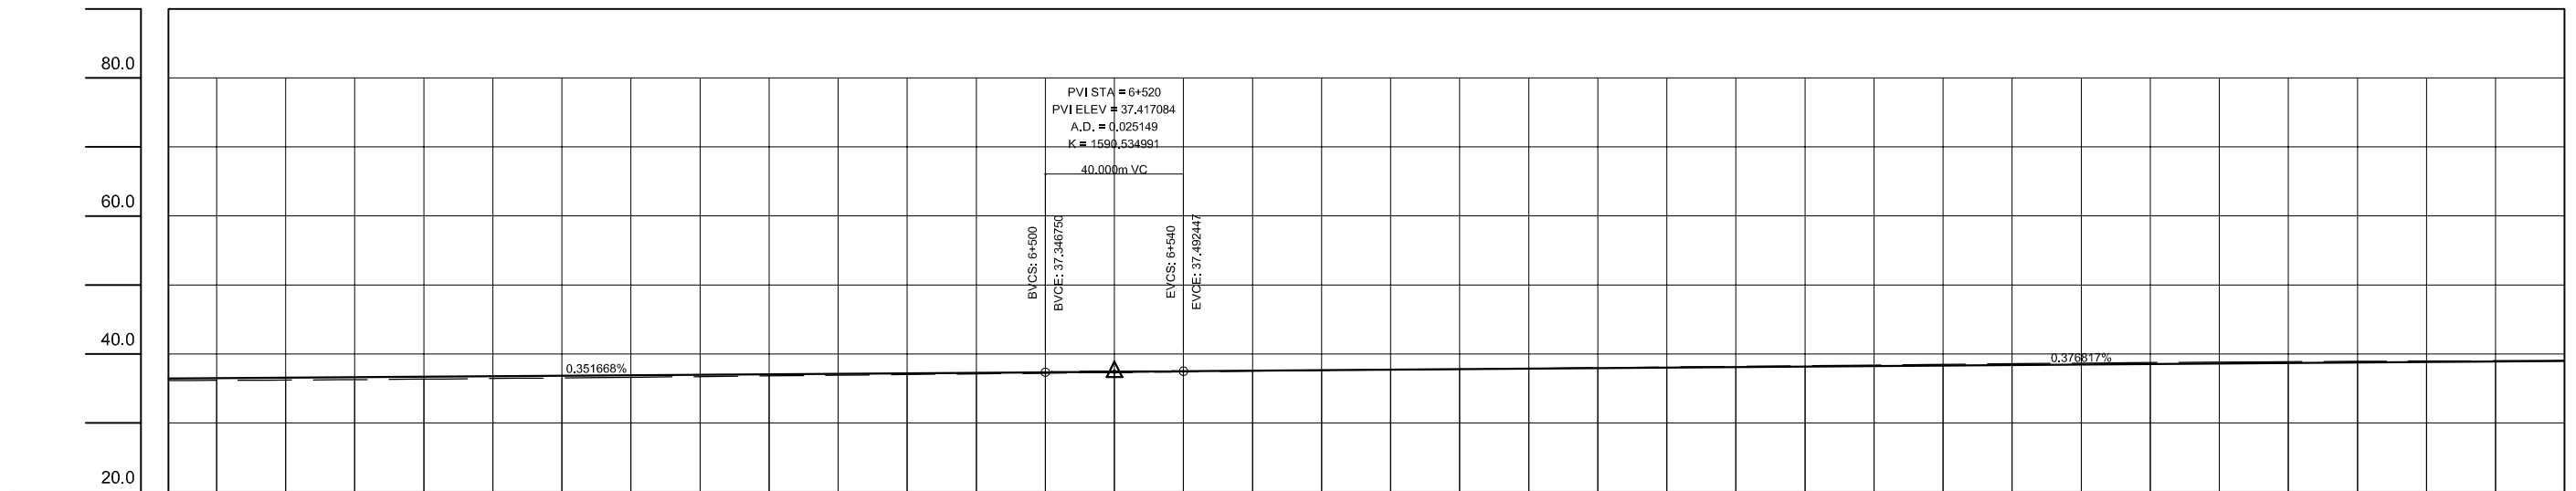 80.0
PVI STA = 6+520
PVI ELEV = 37.417084
A.D. = 0.025149
K = 1590.534991
40.000m VC
60.0
BVCS: 6+500
BVCE: 37.346750
EVCS: 6+540
EVCE: 37.492447
40.0
0.351668%
0.376817%
20.0